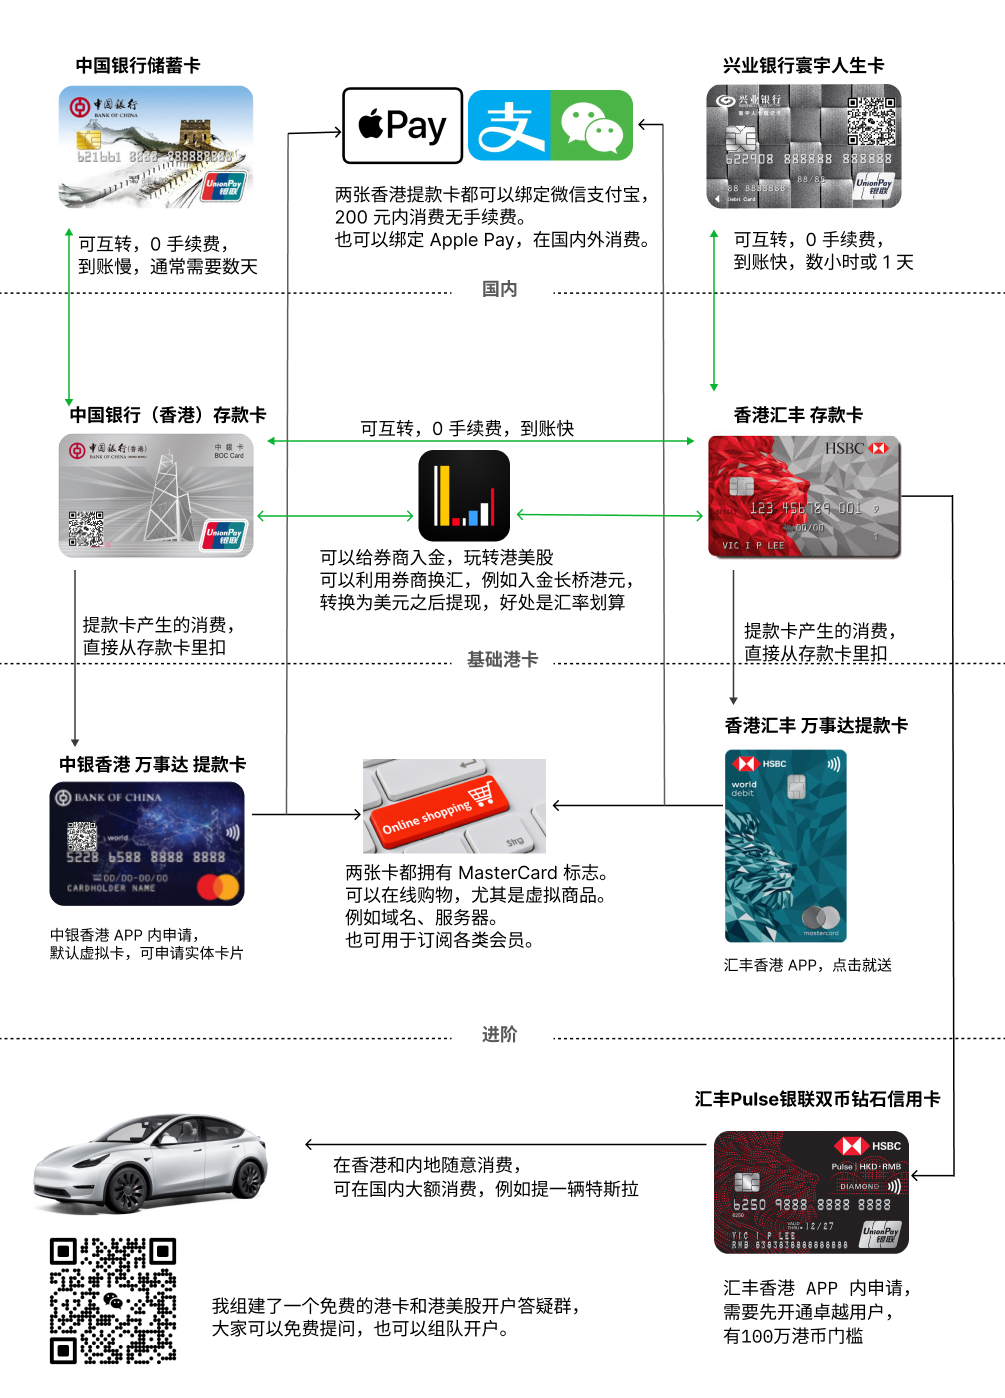 中国银行储蓄卡
兴业银行寰宇人生卡
中国银行
BANK OF CHINA
UnionPay
银联
Pay
支
兴业银行
寰宇人生借记卡
622908 888888 888888
88/88
88 8888888
Debit Card
UnionPay
银联
两张香港提款卡都可以绑定微信支付宝，
200 元内消费无手续费。
也可以绑定 Apple Pay，在国内外消费。
可互转，0 手续费，
到账慢，通常需要数天
可互转，0 手续费，
到账快，数小时或 1 天
国内
中国银行（香港）存款卡
香港汇丰 存款卡
可互转，0 手续费，到账快
中国银行(香港)
BANK OF CHINA (HONG KONG)
中 银 卡
BOC Card
UnionPay
银联
HSBC
123 456789 001 9
00/00
1
VIC I P LEE
可以给券商入金，玩转港美股
可以利用券商换汇，例如入金长桥港元，
转换为美元之后提现，好处是汇率划算
提款卡产生的消费，
直接从存款卡里扣
提款卡产生的消费，
直接从存款卡里扣
基础港卡
香港汇丰 万事达提款卡
中银香港 万事达 提款卡
BANK OF CHINA
world
5228 6588 8888 8888
00/00-00/00
CARDHOLDER NAME
Online shopping
Strg
HSBC
world
debit
mastercard
两张卡都拥有 MasterCard 标志。
可以在线购物，尤其是虚拟商品。
例如域名、服务器。
也可用于订阅各类会员。
中银香港 APP 内申请，
默认虚拟卡，可申请实体卡片
汇丰香港 APP，点击就送
进阶
汇丰Pulse银联双币钻石信用卡
HSBC
Pulse | HKD·RMB
DIAMOND
6250 9888 8888 8888
6250
VALID THRU 12/27
VIC I P LEE
RMB 8383838888888888
UnionPay
银联
在香港和内地随意消费，
可在国内大额消费，例如提一辆特斯拉
汇丰香港 APP 内申请，
需要先开通卓越用户，
有100万港币门槛
我组建了一个免费的港卡和港美股开户答疑群，
大家可以免费提问，也可以组队开户。